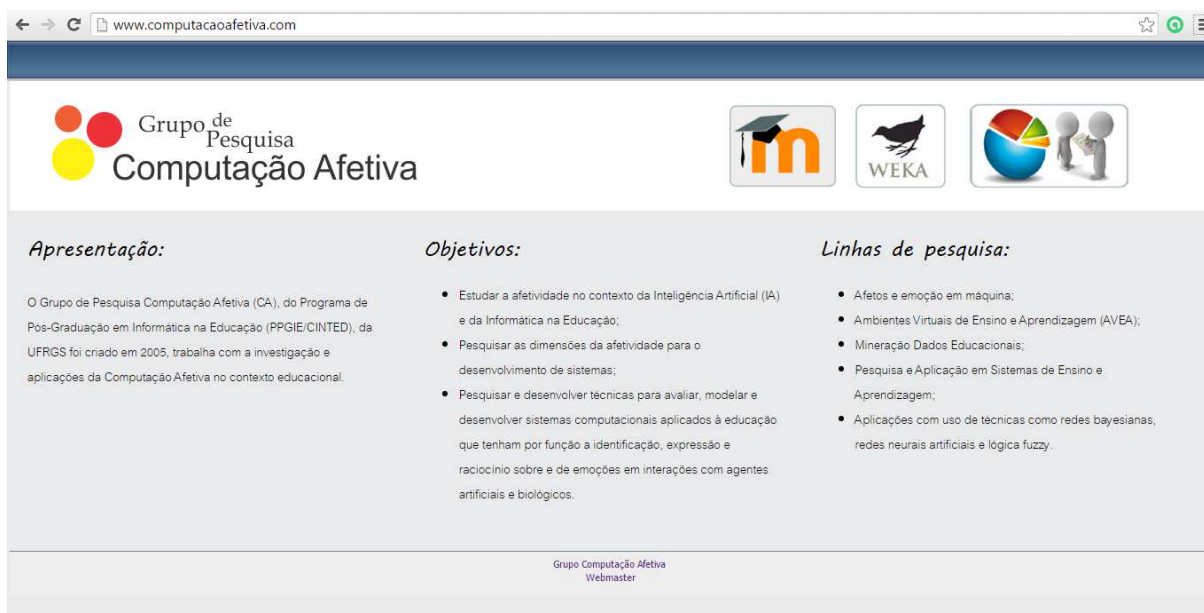 www.computacaoafetiva.com
Grupo de
Pesquisa
Computação Afetiva
m
WEKA
Apresentação:
O Grupo de Pesquisa Computação Afetiva (CA), do Programa de
Pós-Graduação em Informática na Educação (PPGIE/CINTED), da
UFRGS foi criado em 2005, trabalha com a investigação e
aplicações da Computação Afetiva no contexto educacional.
Objetivos:
• Estudar a afetividade no contexto da Inteligência Artificial (IA)
e da Informática na Educação;
• Pesquisar as dimensões da afetividade para o
desenvolvimento de sistemas;
• Pesquisar e desenvolver técnicas para avaliar, modelar e
desenvolver sistemas computacionais aplicados à educação
que tenham por função a identificação, expressão e
raciocínio sobre e de emoções em interações com agentes
artificiais e biológicos.
Linhas de pesquisa:
• Afetos e emoção em máquina;
• Ambientes Virtuais de Ensino e Aprendizagem (AVEA);
• Mineração Dados Educacionais;
• Pesquisa e Aplicação em Sistemas de Ensino e
Aprendizagem;
• Aplicações com uso de técnicas como redes bayesianas,
redes neurais artificiais e lógica fuzzy.
Grupo Computação Afetiva
Webmaster